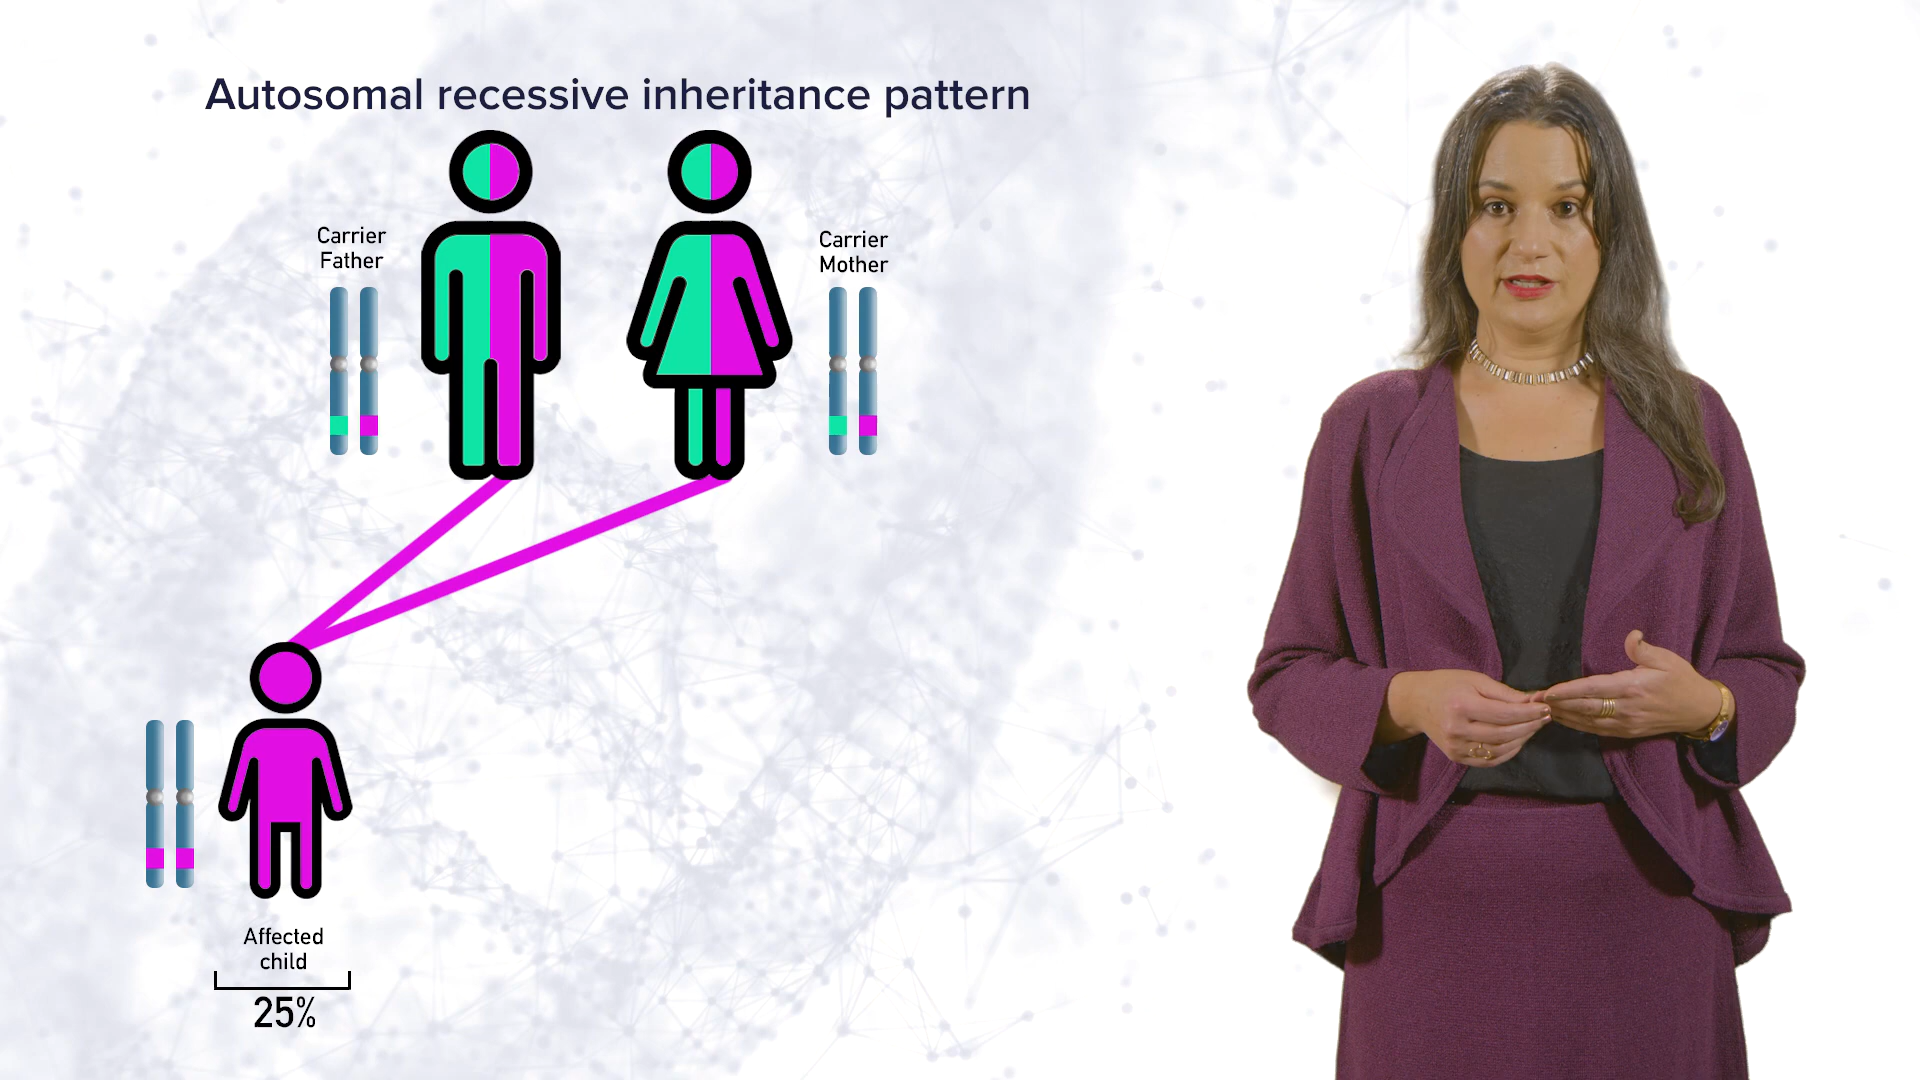 Autosomal recessive inheritance pattern
Carrier
Father
Carrier
Mother
Affected
child
25%